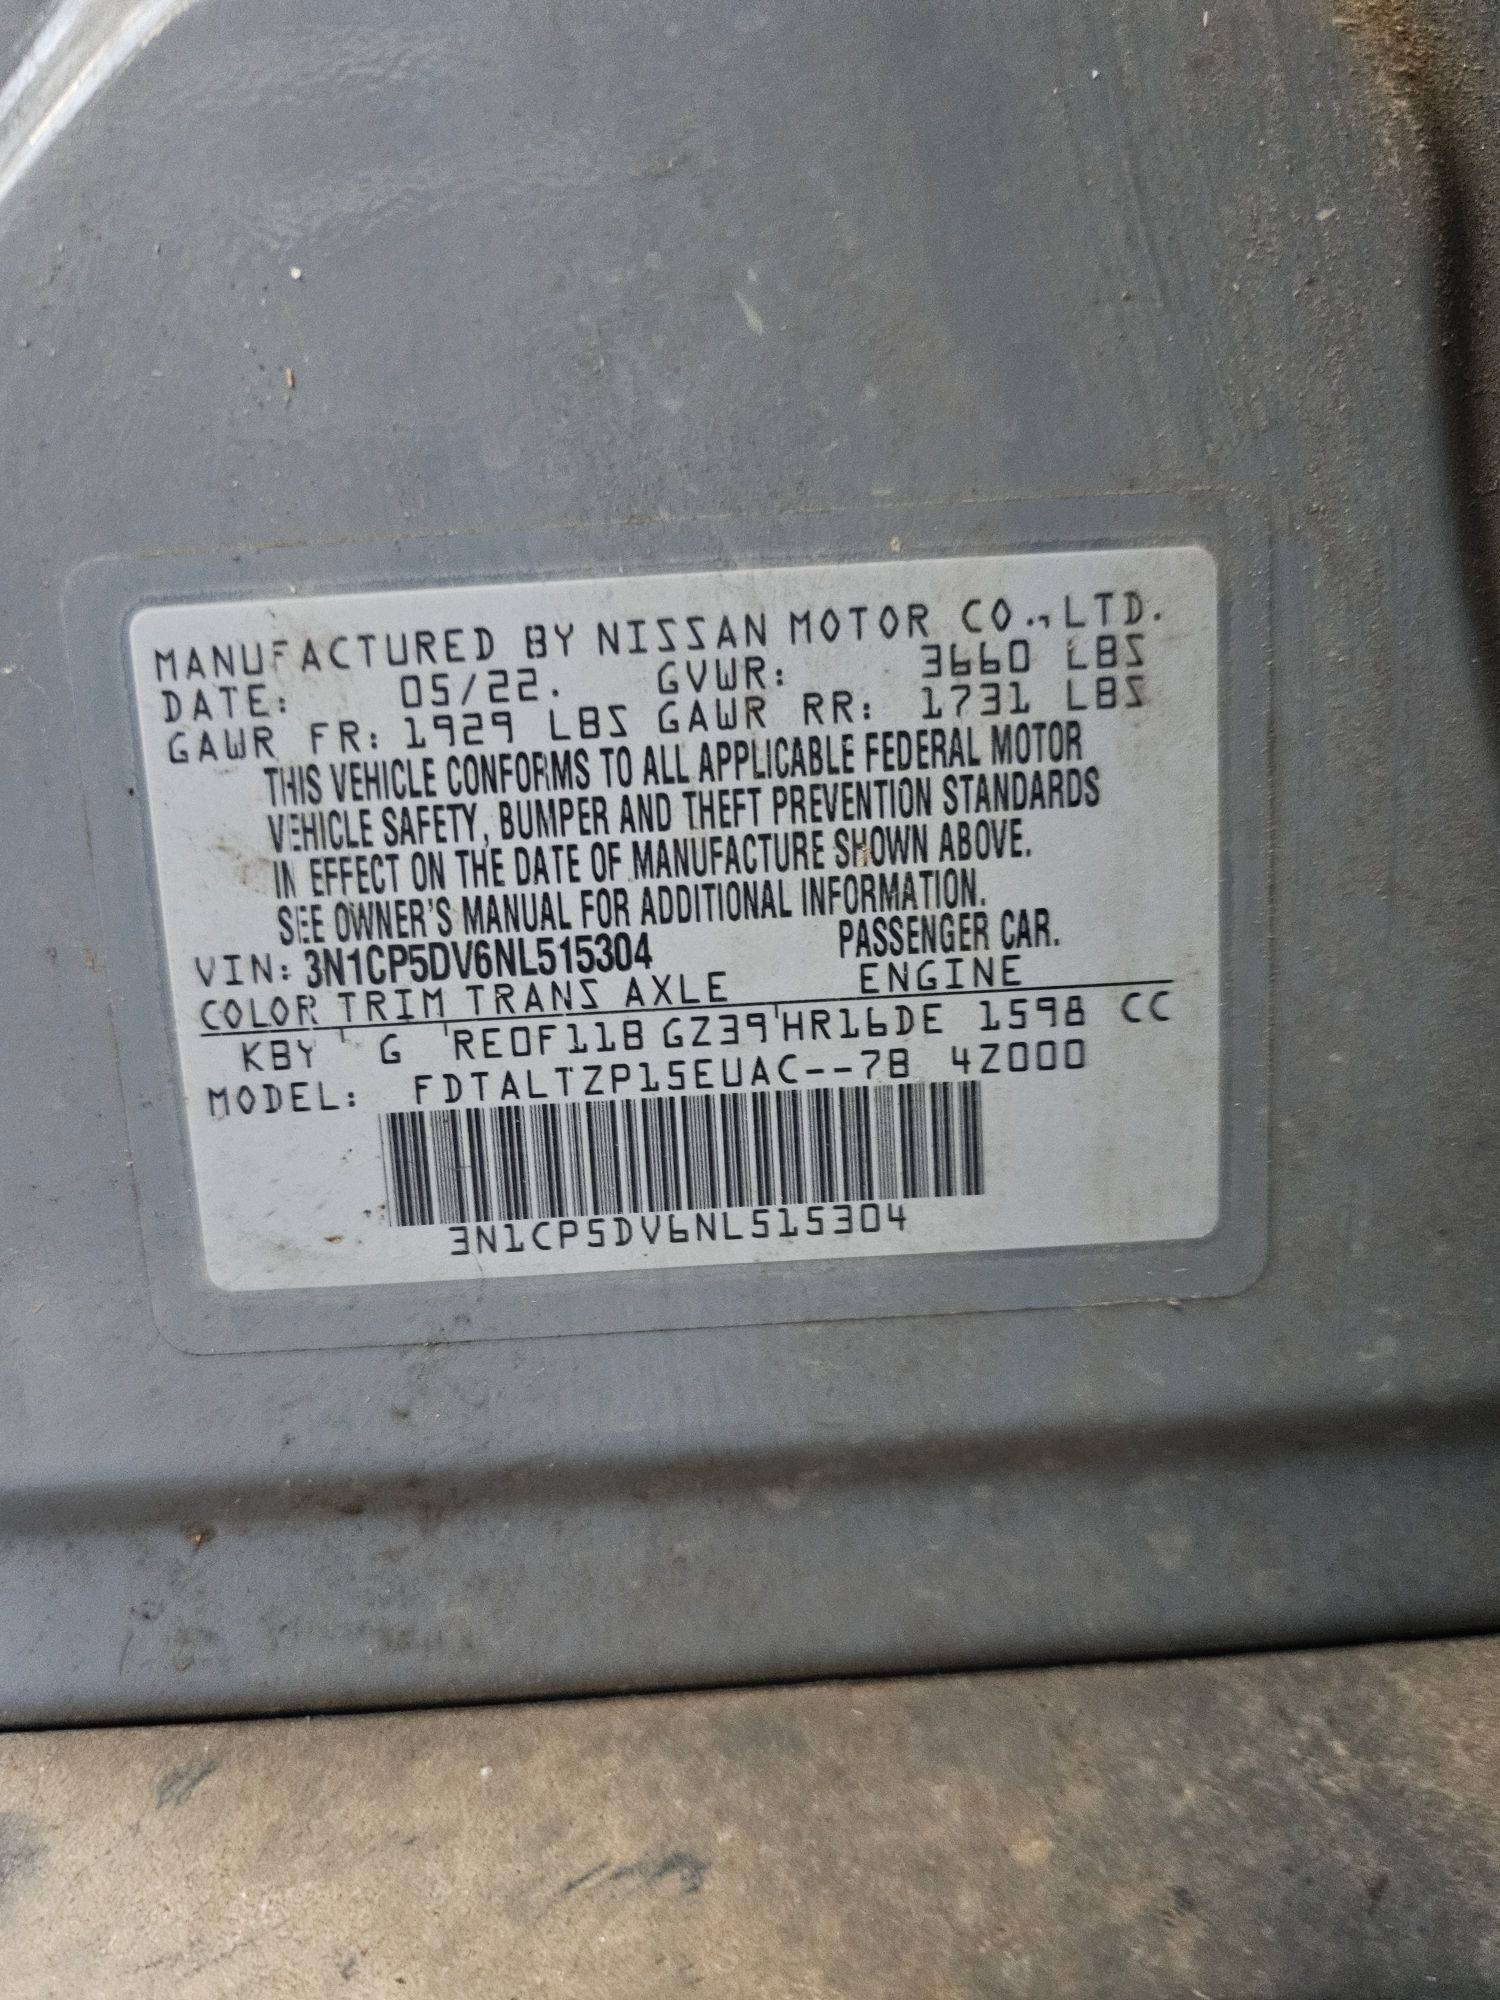 MANUFACTURED BY NISSAN MOTOR CO.,LTD.
DATE: 05/22. GVWR: 3660 LBS
GAWR FR: 1929 LBS GAWR RR: 1731 LBS
THIS VEHICLE CONFORMS TO ALL APPLICABLE FEDERAL MOTOR
VEHICLE SAFETY, BUMPER AND THEFT PREVENTION STANDARDS
IN EFFECT ON THE DATE OF MANUFACTURE SHOWN ABOVE.
SEE OWNER'S MANUAL FOR ADDITIONAL INFORMATION.
VIN: 3N1CP5DV6NL515304 PASSENGER CAR.
COLOR TRIM TRANS AXLE ENGINE
KBY G RE0F11B GZ39 HR16DE 1598 CC
MODEL: FDTALTZP15EUAC--7B 4Z000
3N1CP5DV6NL515304